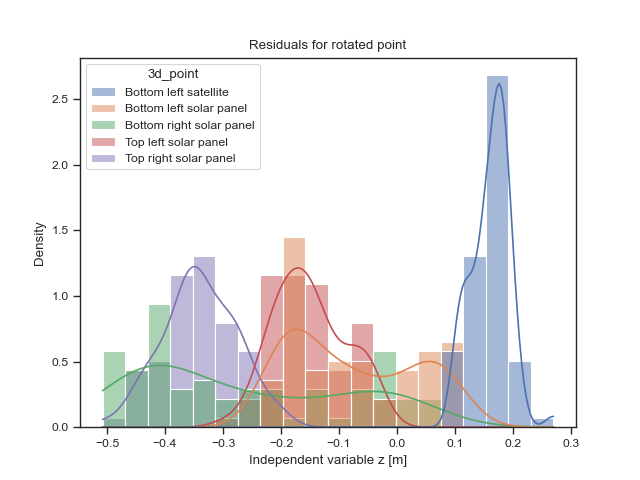 Residuals for rotated point
3d_point
Bottom left satellite
Bottom left solar panel
Bottom right solar panel
Top left solar panel
Top right solar panel
Density
2.5
2.0
1.5
1.0
0.5
0.0
−0.5 −0.4 −0.3 −0.2 −0.1 0.0 0.1 0.2 0.3
Independent variable z [m]